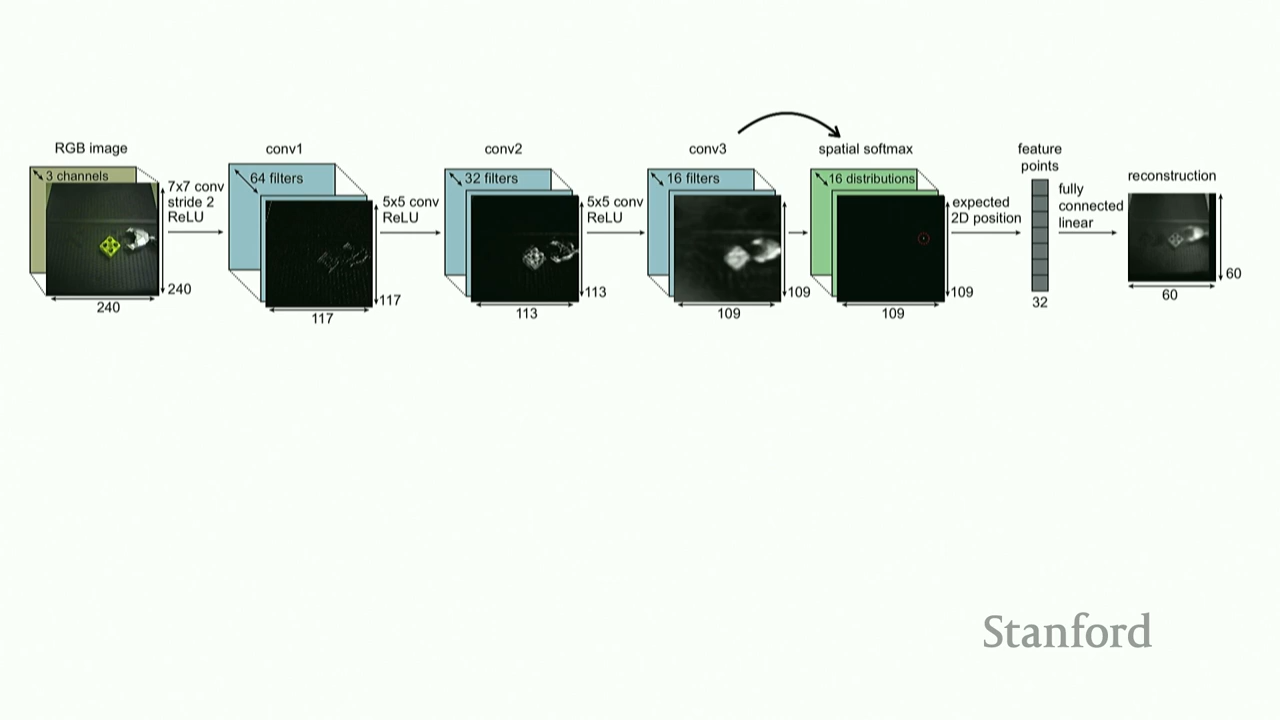 RGB image
3 channels
240
240
7x7 conv
stride 2
ReLU
conv1
64 filters
117
117
5x5 conv
ReLU
conv2
32 filters
113
113
5x5 conv
ReLU
conv3
16 filters
109
109
spatial softmax
16 distributions
109
109
expected
2D position
feature
points
32
fully
connected
linear
reconstruction
60
60
Stanford